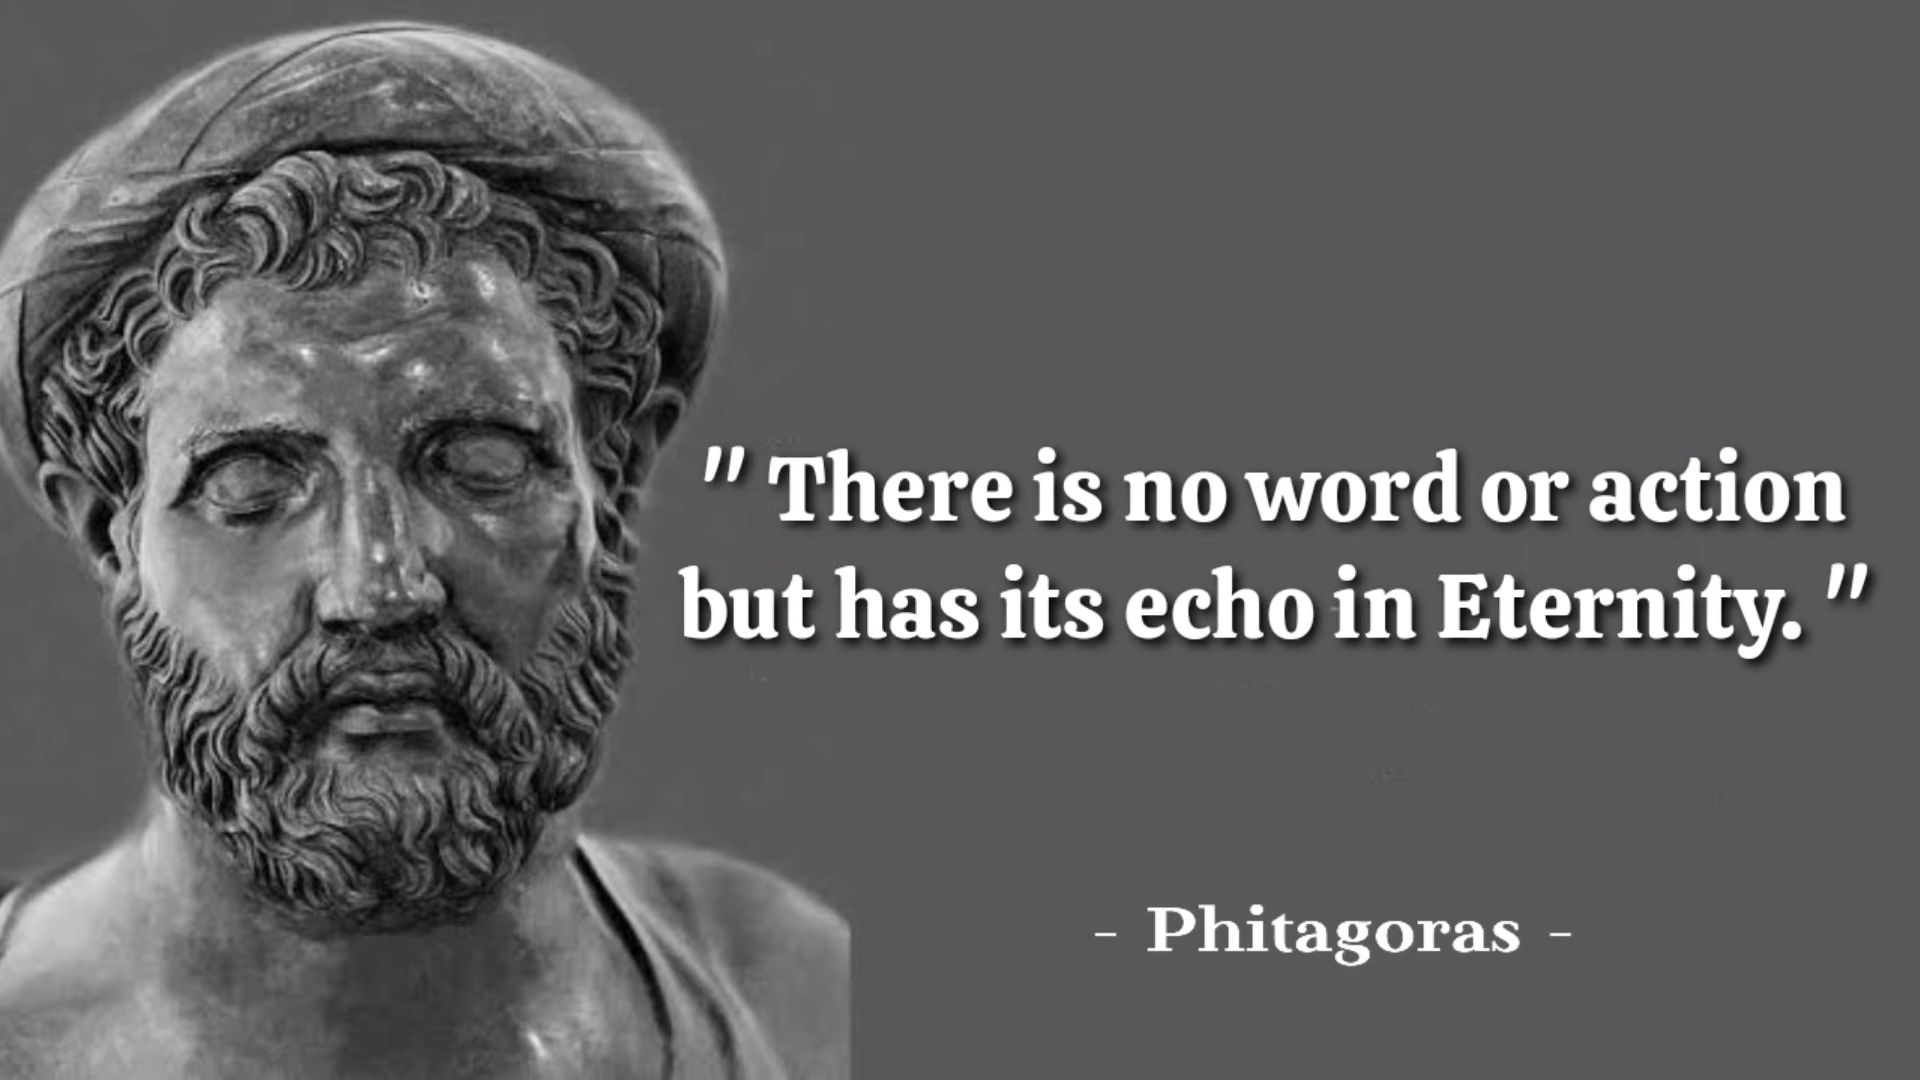 " There is no word or action
but has its echo in Eternity. "
- Phitagoras -